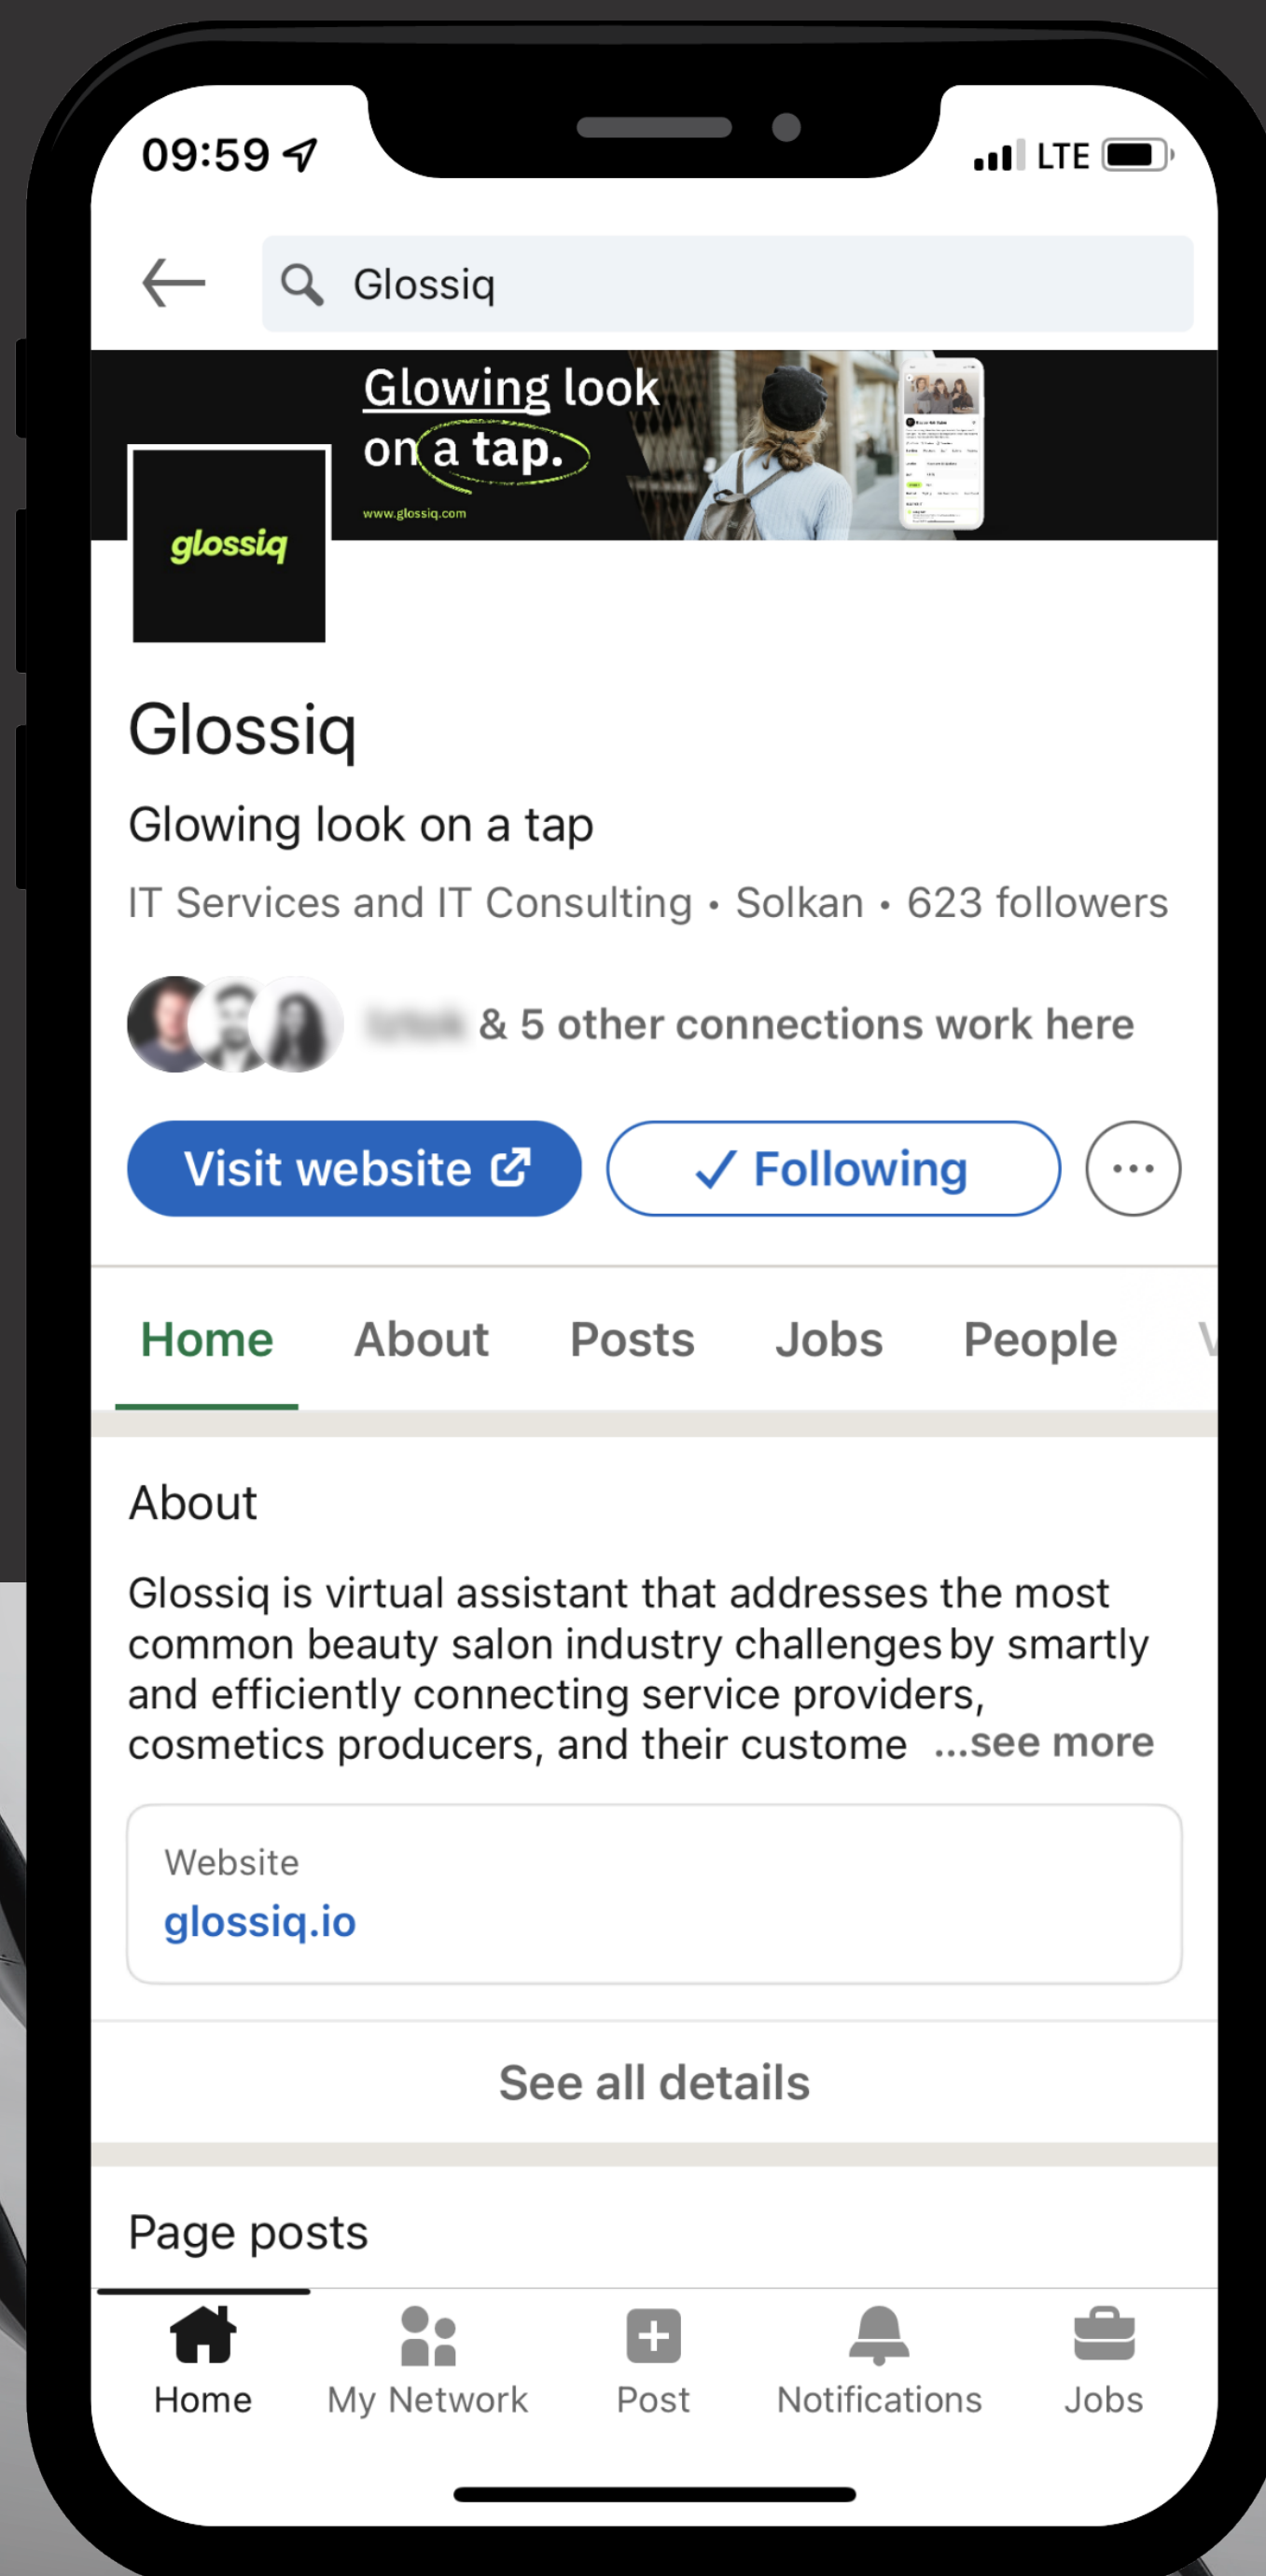 09:59
LTE
Glossiq
Glowing look
on a tap.
www.glossiq.com
glossiq
Glossiq
Glowing look on a tap
IT Services and IT Consulting • Solkan • 623 followers
& 5 other connections work here
Visit website
Following
Home About Posts Jobs People
About
Glossiq is virtual assistant that addresses the most
common beauty salon industry challenges by smartly
and efficiently connecting service providers,
cosmetics producers, and their custome ...see more
Website
glossiq.io
See all details
Page posts
Home My Network Post Notifications Jobs